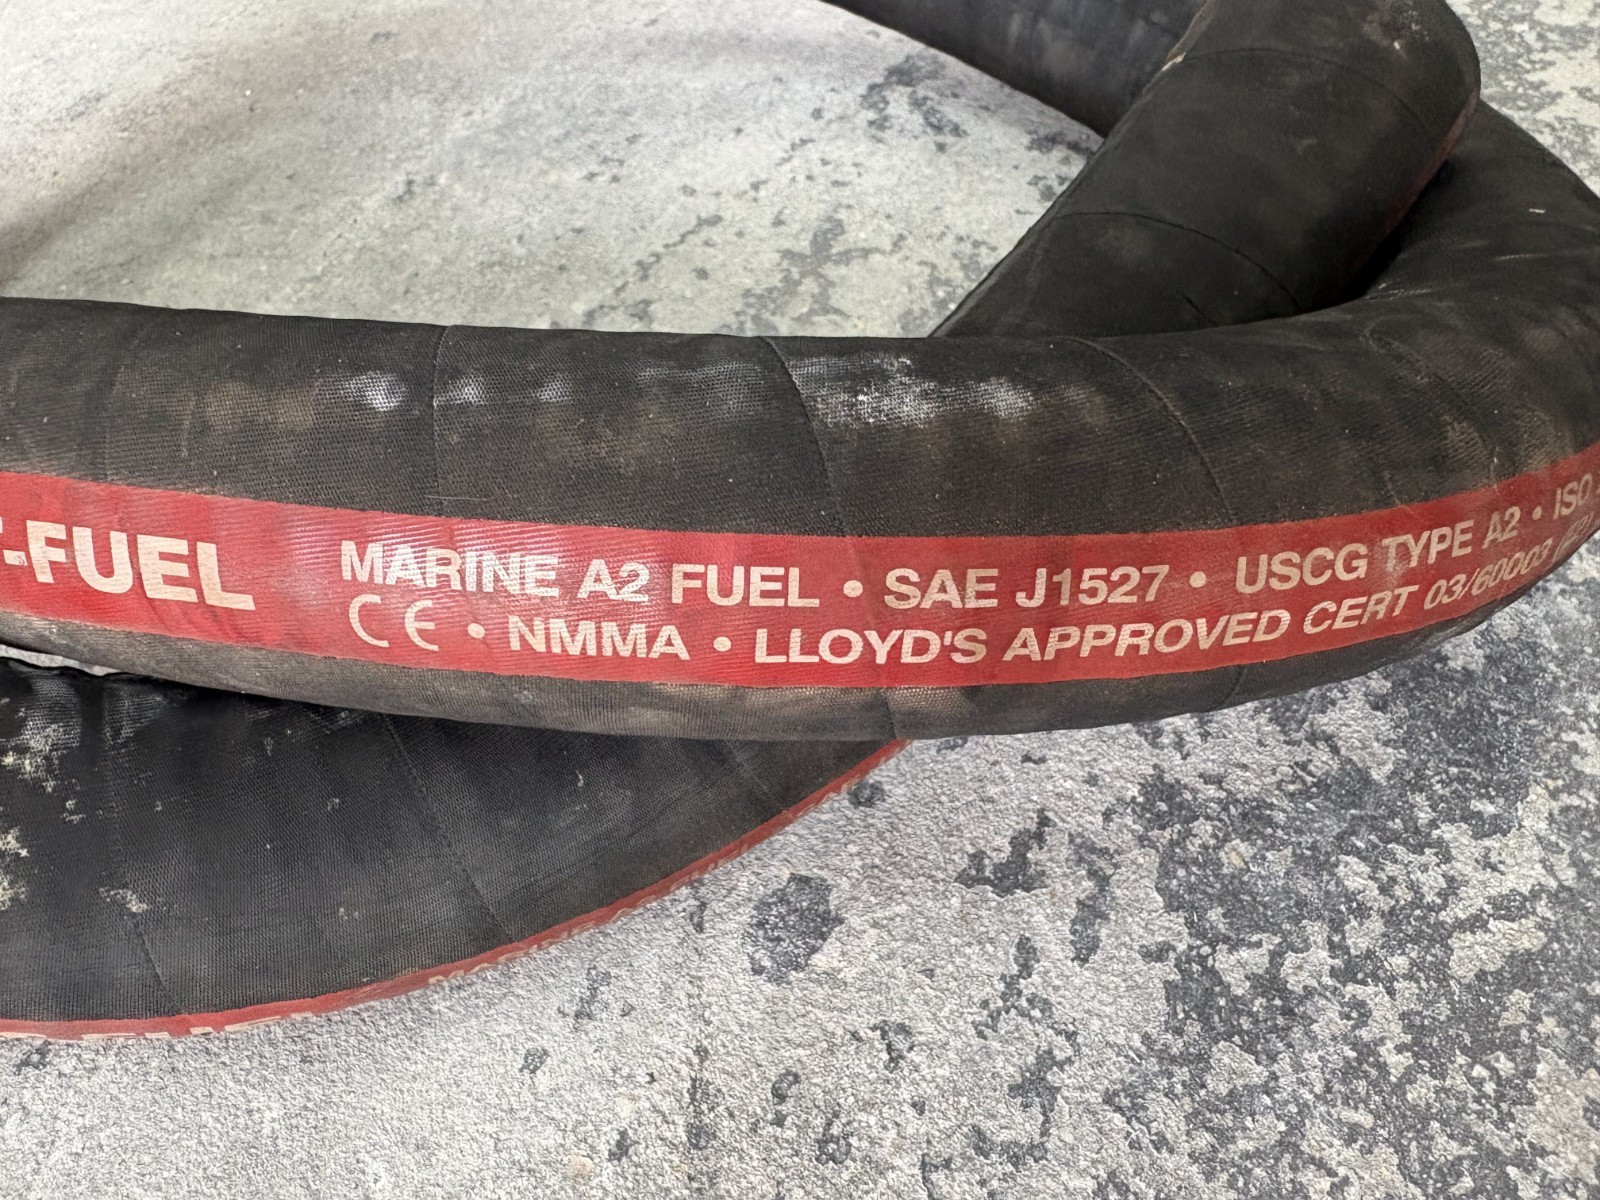 -FUEL
MARINE A2 FUEL • SAE J1527 • USCG TYPE A2 • ISO
CE • NMMA • LLOYD'S APPROVED CERT 03/60003